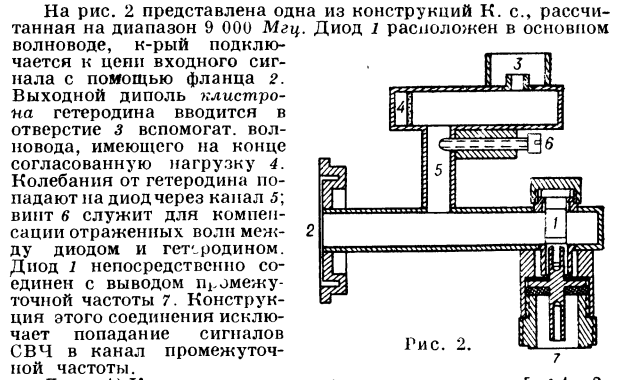 На рис. 2 представлена одна из конструкций К. с., рассчи-
танная на диапазон 9 000 Мгц. Диод 1 расположен в основном
волноводе, к-рый подклю-
чается к цепи входного сиг-
нала с помощью фланца 2.
Выходной диполь клистро-
на гетеродина вводится в
отверстие 3 вспомогат. вол-
новода, имеющего на конце
согласованную нагрузку 4.
Колебания от гетеродина по-
падают на диод через канал 5;
винт 6 служит для компен-
сации отраженных волн меж-
ду диодом и гетеродином.
Диод 1 непосредственно со-
единен с выводом промежу-
точной частоты 7. Конструк-
ция этого соединения исклю-
чает попадание сигналов
СВЧ в канал промежуточ-
ной частоты.
3
4
6
5
2
1
7
Рис. 2.